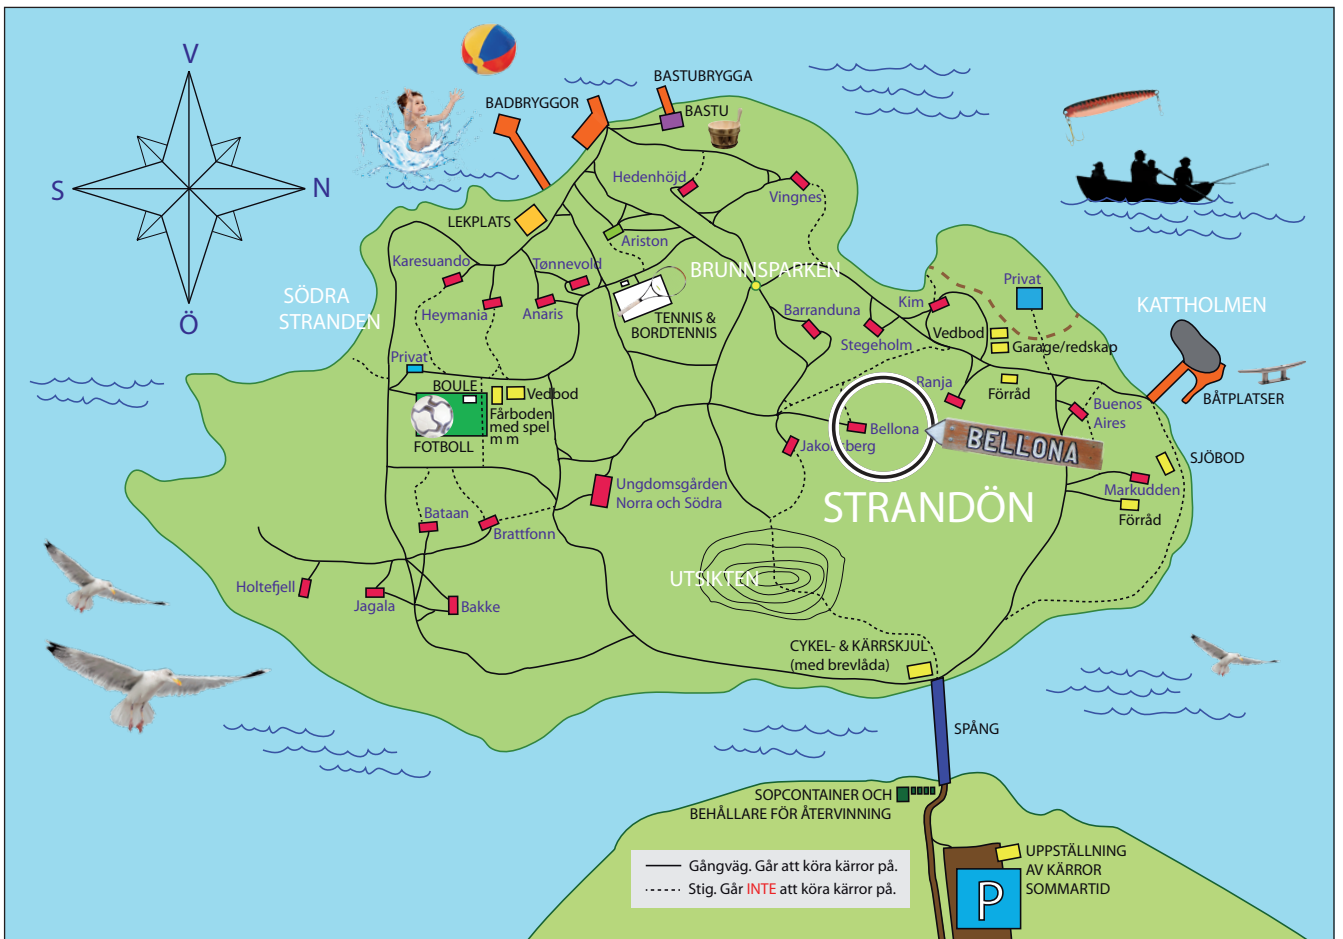 V
S
N
Ö
BADBRYGGOR
BASTUBRYGGA
BASTU
Hedenhöjd
Vingnes
LEKPLATS
Ariston
Karesuando
Tønnevold
BRUNNSPARKEN
Privat
SÖDRA
STRANDEN
Heymania
Anaris
TENNIS &
BORDTENNIS
Barranduna
Kim
Stegeholm
Vedbod
Garage/redskap
KATTHOLMEN
Privat
BOULE
Vedbod
Fårboden
med spel
m m
FOTBOLL
Ranja
Förråd
BÅTPLATSER
Buenos
Aires
Bellona
BELLONA
Jakobsberg
SJÖBOD
Ungdomsgården
Norra och Södra
STRANDÖN
Markudden
Förråd
Bataan
Brattfonn
UTSIKTEN
Holtefjell
Jagala
Bakke
CYKEL- & KÄRRSKJUL
(med brevlåda)
SPÅNG
SOPCONTAINER OCH
BEHÅLLARE FÖR ÅTERVINNING
UPPSTÄLLNING
AV KÄRROR
SOMMARTID
P
Gångväg. Går att köra kärror på.
Stig. Går INTE att köra kärror på.